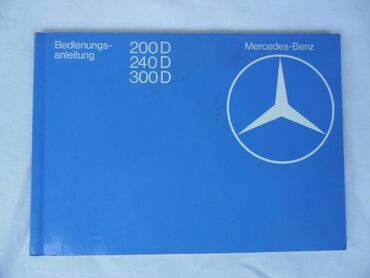 Bedienungs-
anleitung
200 D
240 D
300 D
Mercedes-Benz